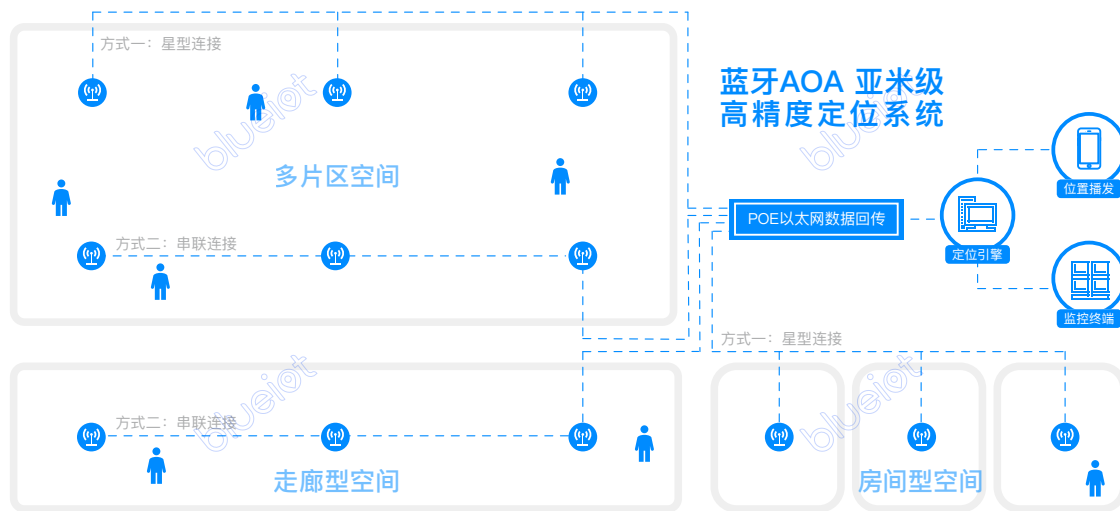 方式一：星型连接
blueiot
多片区空间
方式二：串联连接
蓝牙AOA 亚米级
高精度定位系统
blueiot
POE以太网数据回传
定位引擎
位置播发
监控终端
方式二：串联连接
blueiot
走廊型空间
方式一：星型连接
blueiot
房间型空间